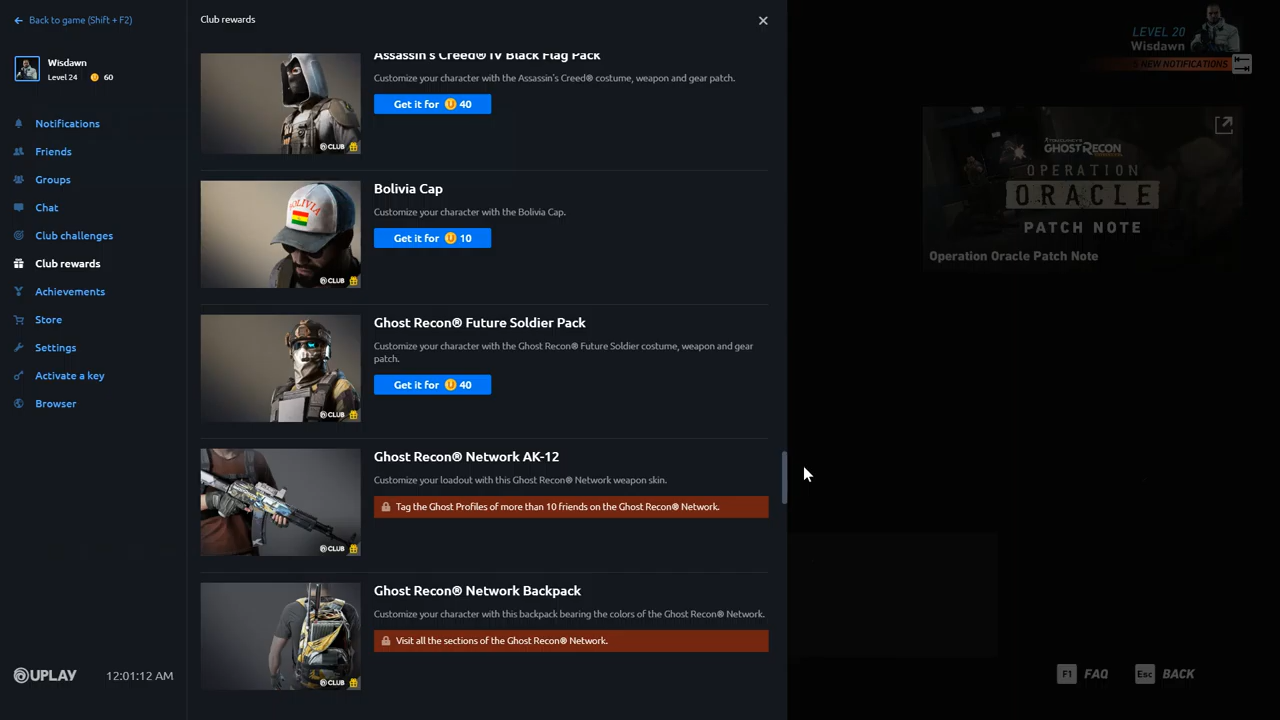 Back to game (Shift + F2)
Wisdawn
Level 24
60
Notifications
Friends
Groups
Chat
Club challenges
Club rewards
Achievements
Store
Settings
Activate a key
Browser
UPLAY
12:01:12 AM
Club rewards
Assassin's Creed® IV Black Flag Pack
Customize your character with the Assassin's Creed® costume, weapon and gear patch.
Get it for 40
CLUB
Bolivia Cap
Customize your character with the Bolivia Cap.
Get it for 10
BOLIVIA
CLUB
Ghost Recon® Future Soldier Pack
Customize your character with the Ghost Recon® Future Soldier costume, weapon and gear
patch.
Get it for 40
CLUB
Ghost Recon® Network AK-12
Customize your loadout with this Ghost Recon® Network weapon skin.
Tag the Ghost Profiles of more than 10 friends on the Ghost Recon® Network.
CLUB
Ghost Recon® Network Backpack
Customize your character with this backpack bearing the colors of the Ghost Recon® Network.
Visit all the sections of the Ghost Recon® Network.
CLUB
LEVEL 20
Wisdawn
5 NEW NOTIFICATIONS
GHOST RECON
OPERATION
ORACLE
PATCH NOTE
Operation Oracle Patch Note
F1 FAQ
Esc BACK